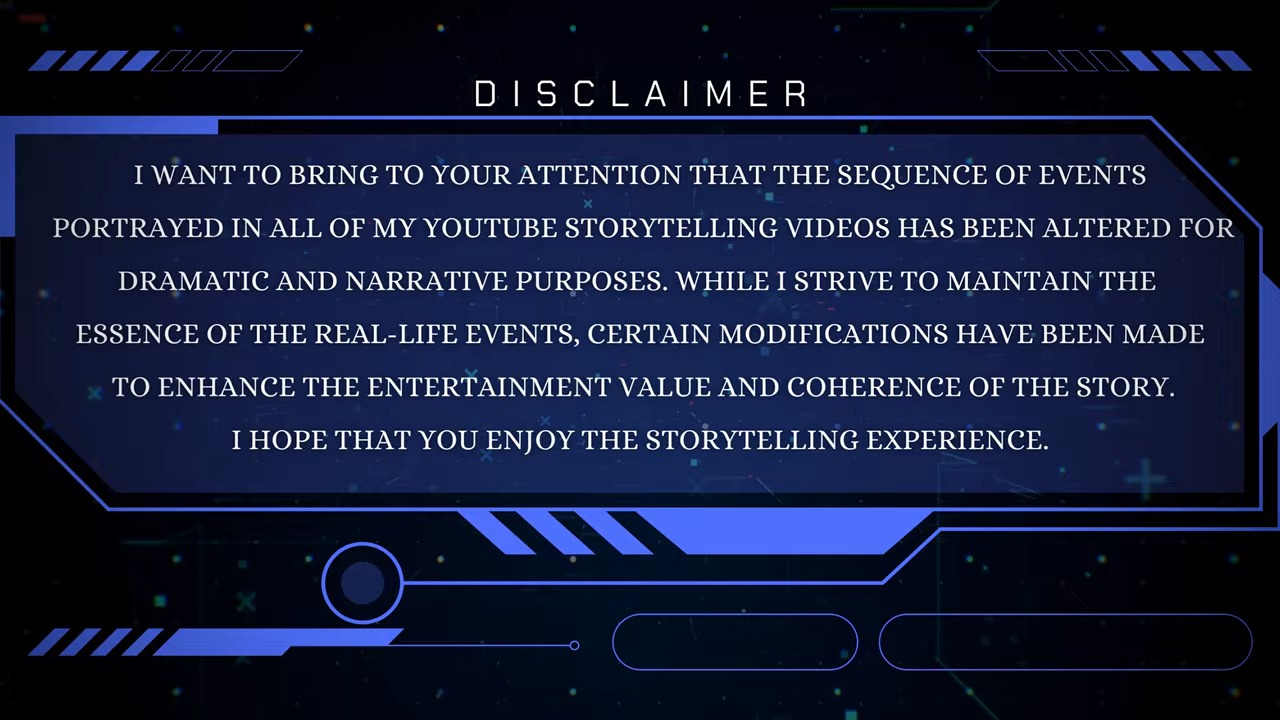 DISCLAIMER
I WANT TO BRING TO YOUR ATTENTION THAT THE SEQUENCE OF EVENTS
PORTRAYED IN ALL OF MY YOUTUBE STORYTELLING VIDEOS HAS BEEN ALTERED FOR
DRAMATIC AND NARRATIVE PURPOSES. WHILE I STRIVE TO MAINTAIN THE
ESSENCE OF THE REAL-LIFE EVENTS, CERTAIN MODIFICATIONS HAVE BEEN MADE
TO ENHANCE THE ENTERTAINMENT VALUE AND COHERENCE OF THE STORY.
I HOPE THAT YOU ENJOY THE STORYTELLING EXPERIENCE.